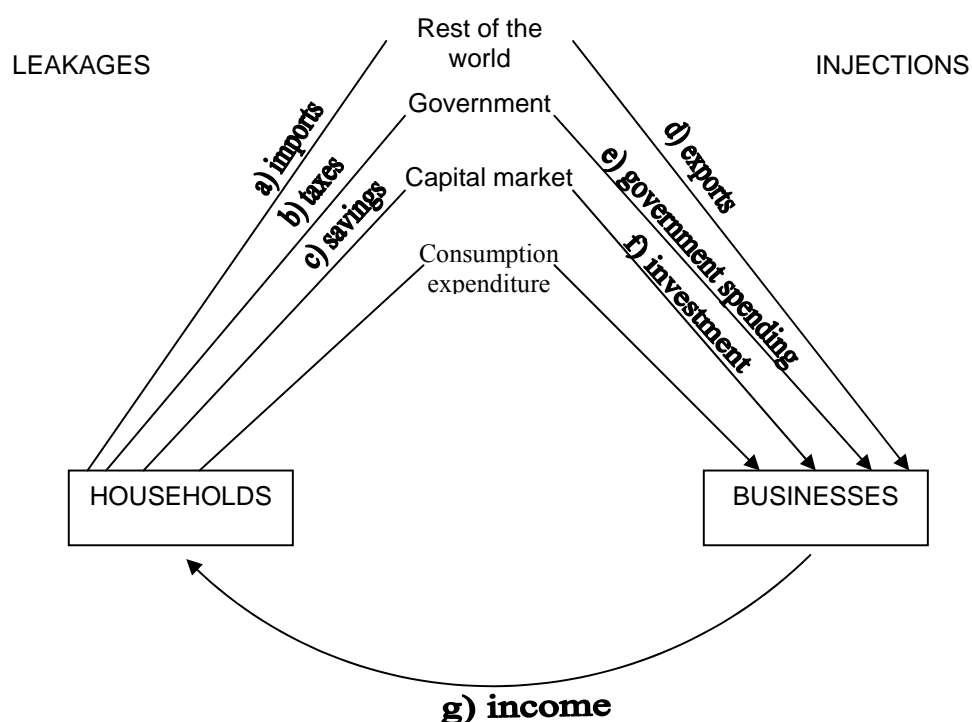 Rest of the
world
LEAKAGES
INJECTIONS
Government
a) imports
b) taxes
c) savings
Capital market
d) exports
e) government spending
f) investment
Consumption
expenditure
HOUSEHOLDS
BUSINESSES
g) income